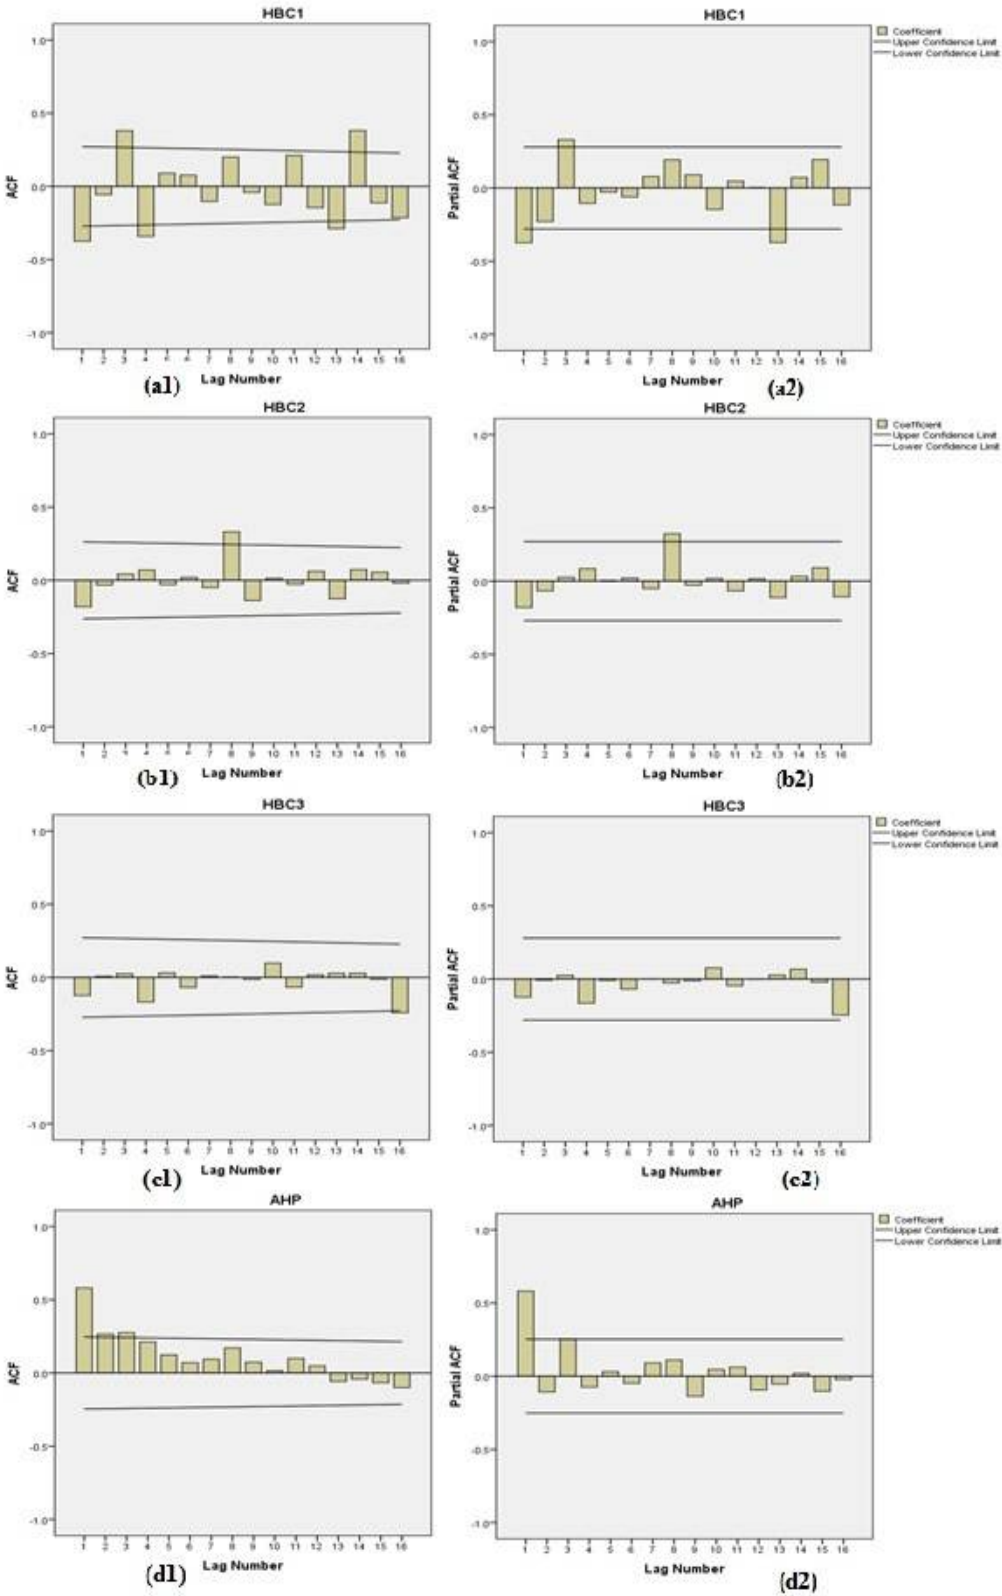 HBC1
1.0
0.5
0.0
-0.5
-1.0
ACF
1 2 3 4 5 6 7 8 9 10 11 12 13 14 15 16
Lag Number
(a1)
HBC1
1.0
0.5
0.0
-0.5
-1.0
Partial ACF
1 2 3 4 5 6 7 8 9 10 11 12 13 14 15 16
Lag Number
(a2)
Coefficient
Upper Confidence Limit
Lower Confidence Limit
HBC2
1.0
0.5
0.0
-0.5
-1.0
ACF
1 2 3 4 5 6 7 8 9 10 11 12 13 14 15 16
Lag Number
(b1)
HBC2
1.0
0.5
0.0
-0.5
-1.0
Partial ACF
1 2 3 4 5 6 7 8 9 10 11 12 13 14 15 16
Lag Number
(b2)
Coefficient
Upper Confidence Limit
Lower Confidence Limit
HBC3
1.0
0.5
0.0
-0.5
-1.0
ACF
1 2 3 4 5 6 7 8 9 10 11 12 13 14 15 16
Lag Number
(c1)
HBC3
1.0
0.5
0.0
-0.5
-1.0
Partial ACF
1 2 3 4 5 6 7 8 9 10 11 12 13 14 15 16
Lag Number
(c2)
Coefficient
Upper Confidence Limit
Lower Confidence Limit
AHP
1.0
0.5
0.0
-0.5
-1.0
ACF
1 2 3 4 5 6 7 8 9 10 11 12 13 14 15 16
Lag Number
(d1)
AHP
1.0
0.5
0.0
-0.5
-1.0
Partial ACF
1 2 3 4 5 6 7 8 9 10 11 12 13 14 15 16
Lag Number
(d2)
Coefficient
Upper Confidence Limit
Lower Confidence Limit